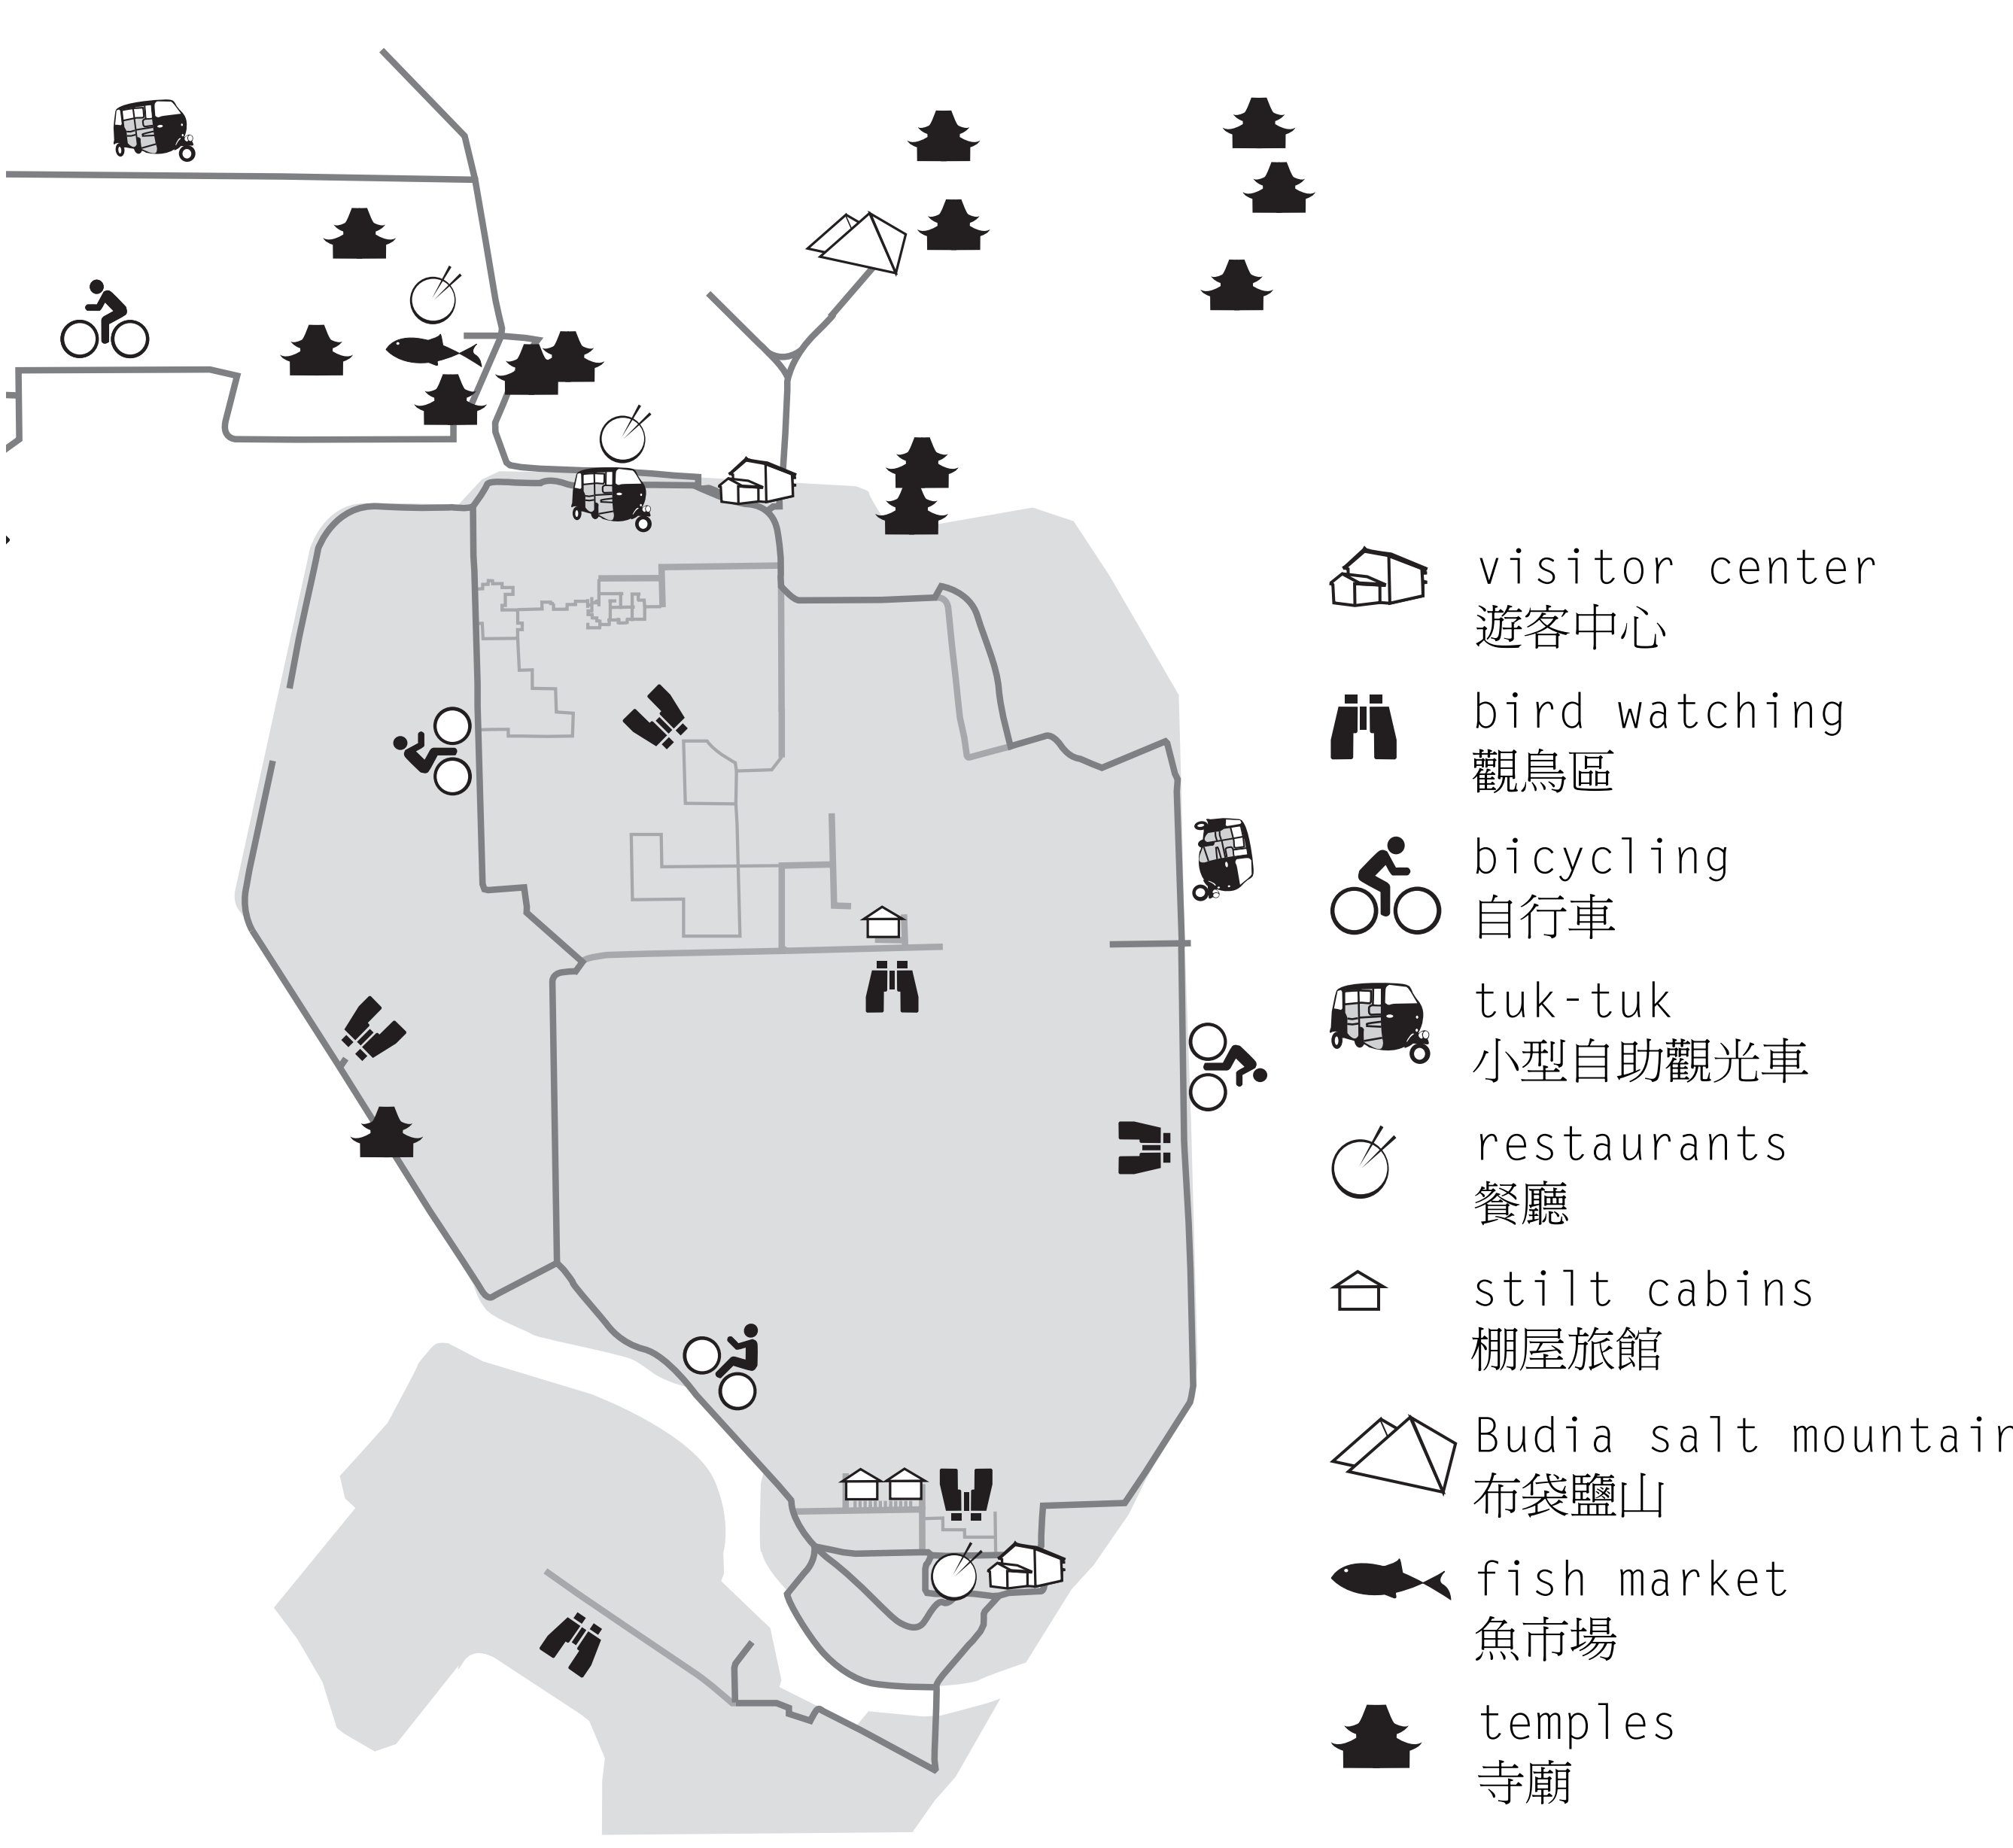 visitor center
遊客中心
bird watching
觀鳥區
bicycling
自行車
tuk-tuk
小型自助觀光車
restaurants
餐廳
stilt cabins
棚屋旅館
Budia salt mountain
布袋鹽山
fish market
魚市場
temples
寺廟